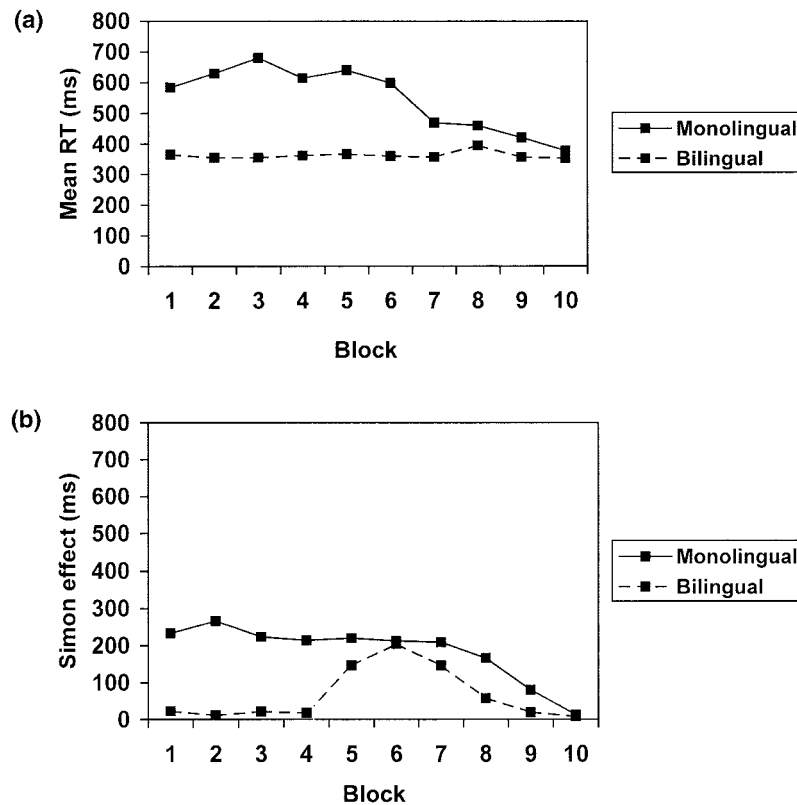 (a)
800
700
600
500
400
300
200
100
0
Mean RT (ms)
1 2 3 4 5 6 7 8 9 10
Block
Monolingual
Bilingual
(b)
800
700
600
500
400
300
200
100
0
Simon effect (ms)
1 2 3 4 5 6 7 8 9 10
Block
Monolingual
Bilingual